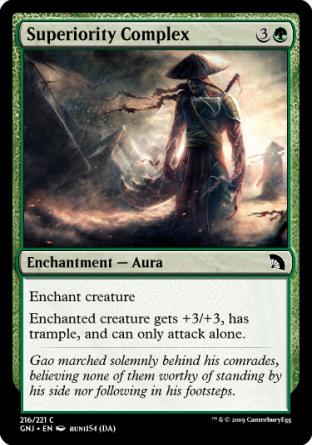 Superiority Complex 3
Enchantment — Aura
Enchant creature
Enchanted creature gets +3/+3, has
trample, and can only attack alone.
Gao marched solemnly behind his comrades,
believing none of them worthy of standing by
his side nor following in his footsteps.
216/221 C
GNJ • EN RUN154 (DA)
™ & © 2019 CanterburyEgg